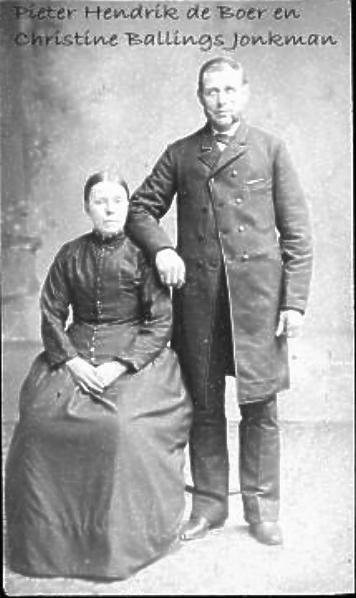 Pieter Hendrik de Boer en
Christine Ballings Jonkman